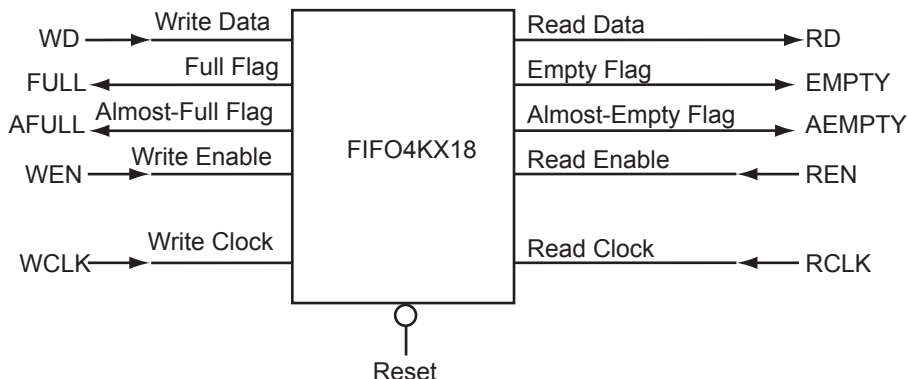 WD Write Data Read Data RD
FULL Full Flag Empty Flag EMPTY
AFULL Almost-Full Flag Almost-Empty Flag AEMPTY
FIFO4KX18
WEN Write Enable Read Enable REN
WCLK Write Clock Read Clock RCLK
Reset